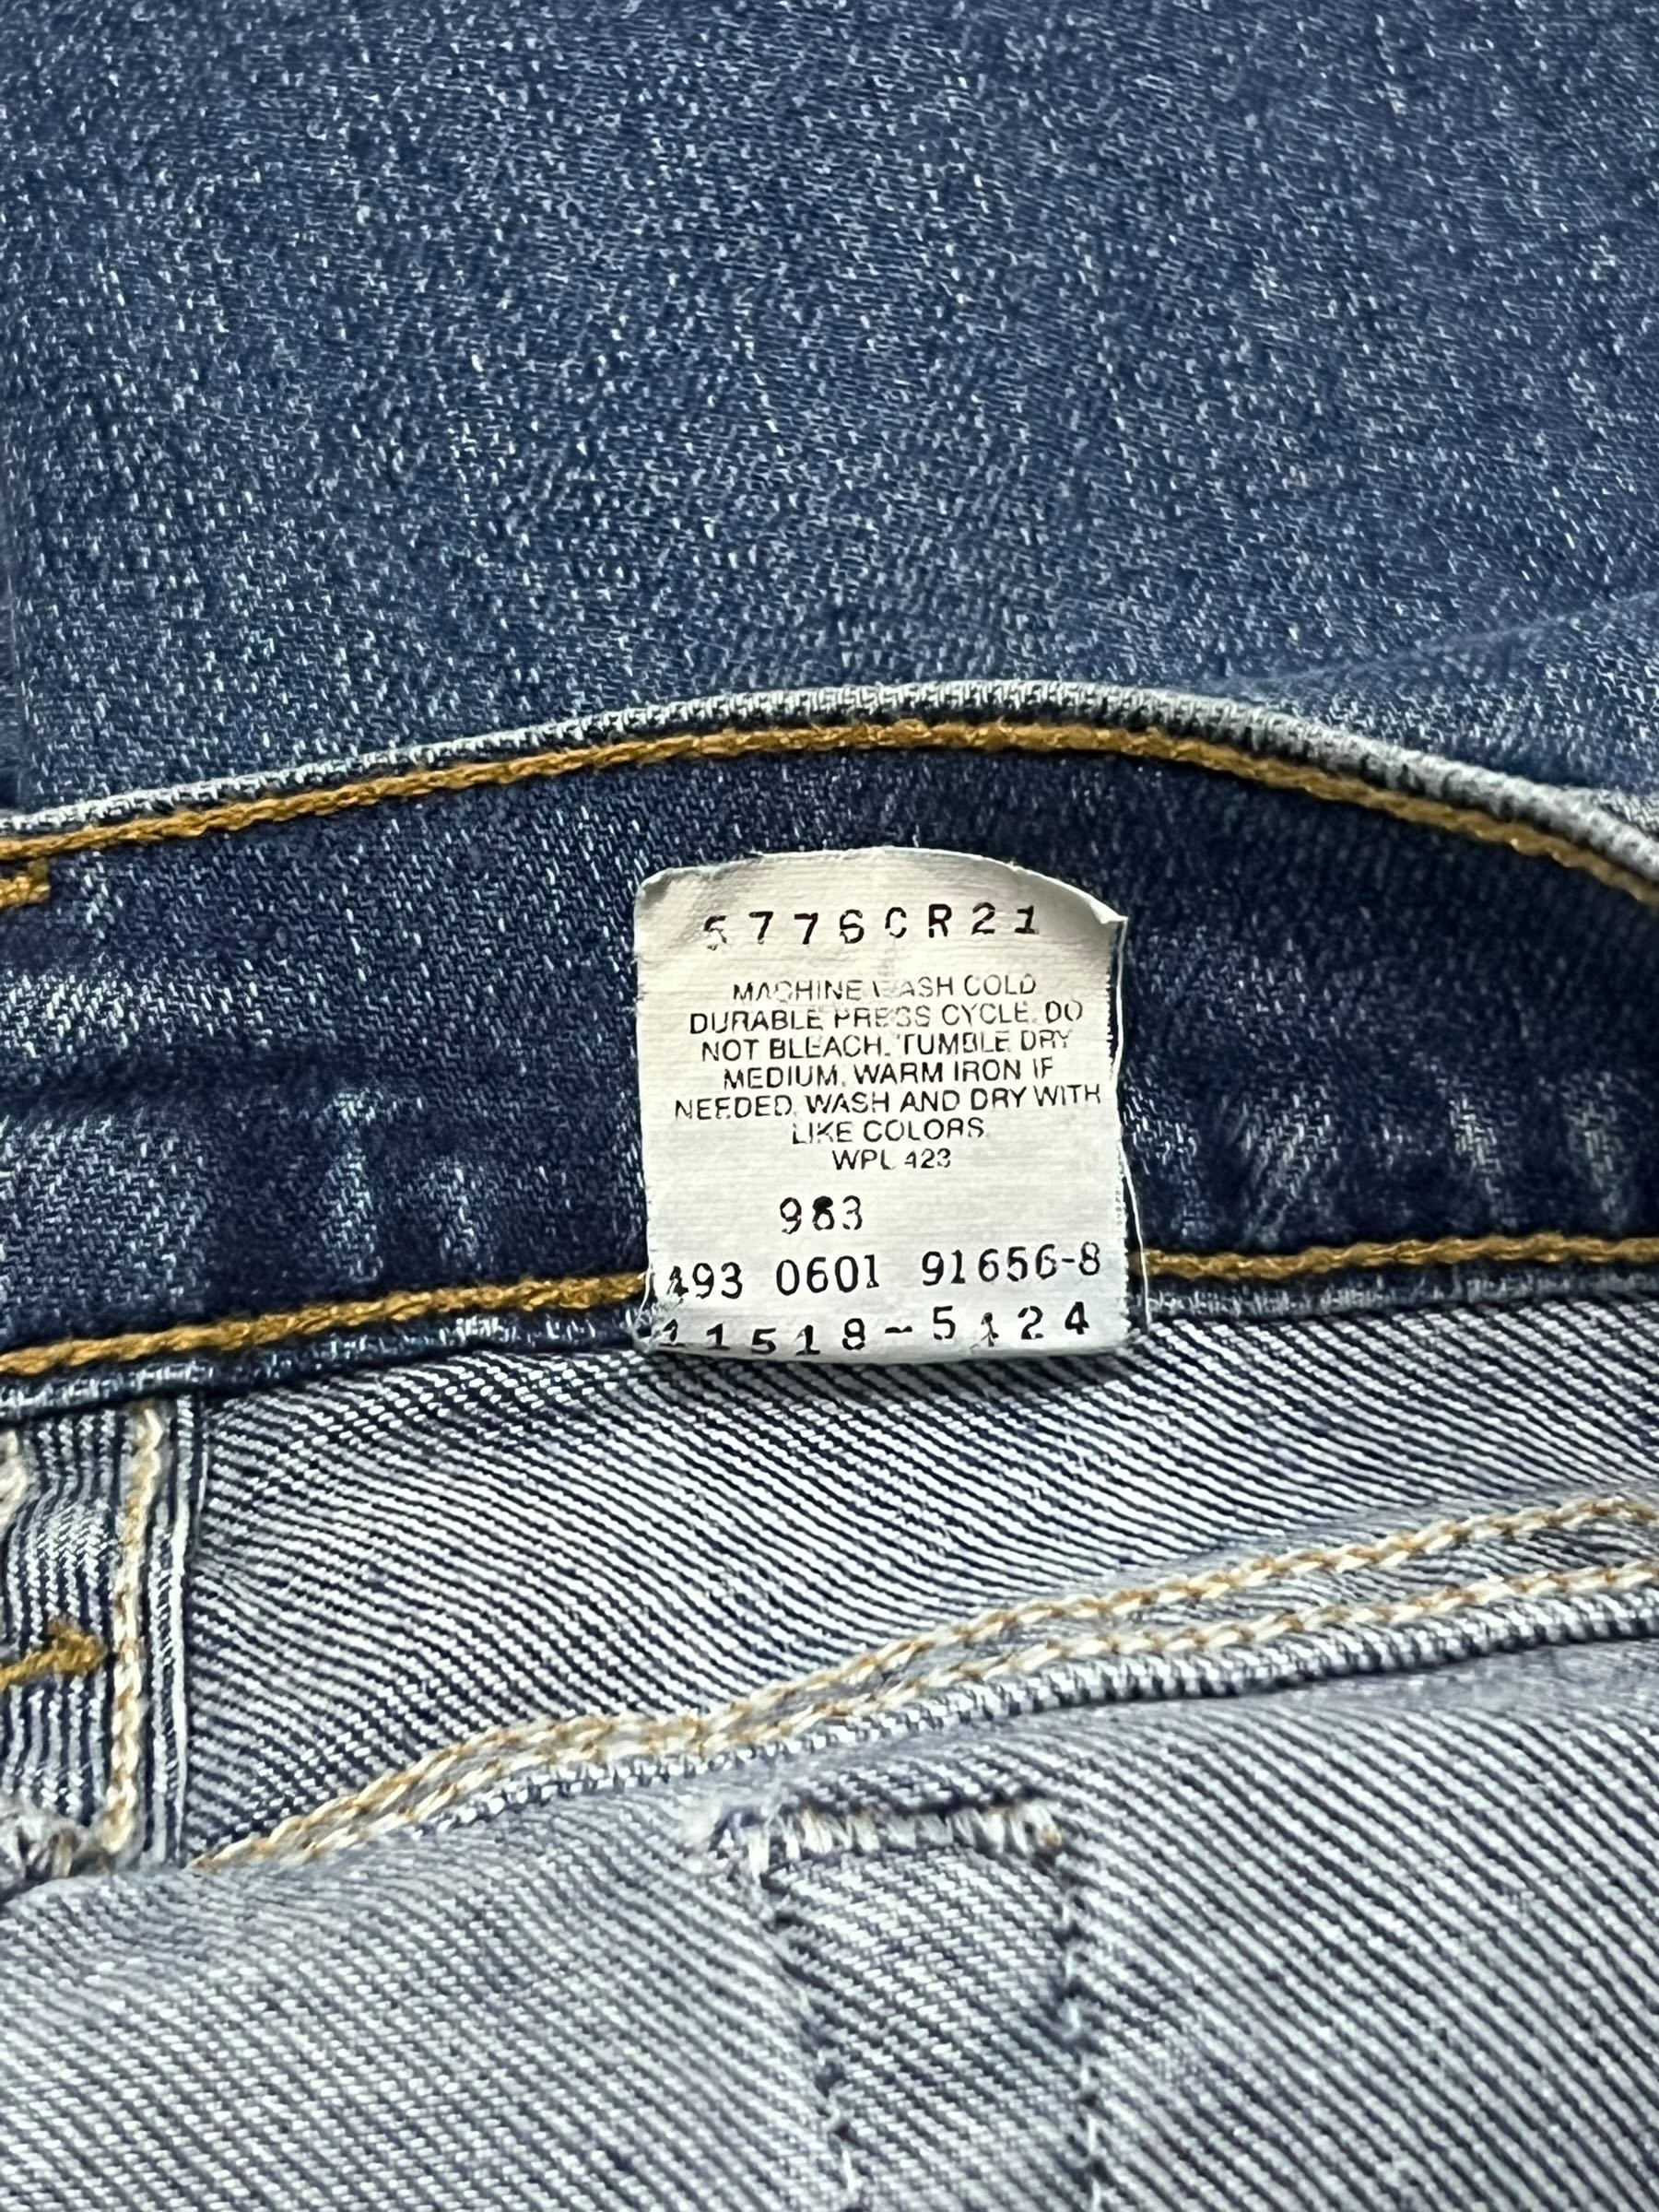 5776CR21
MACHINE WASH COLD
DURABLE PRESS CYCLE. DO
NOT BLEACH. TUMBLE DRY
MEDIUM. WARM IRON IF
NEEDED. WASH AND DRY WITH
LIKE COLORS
WPL 423
983
493 0601 91656-8
11518-5124